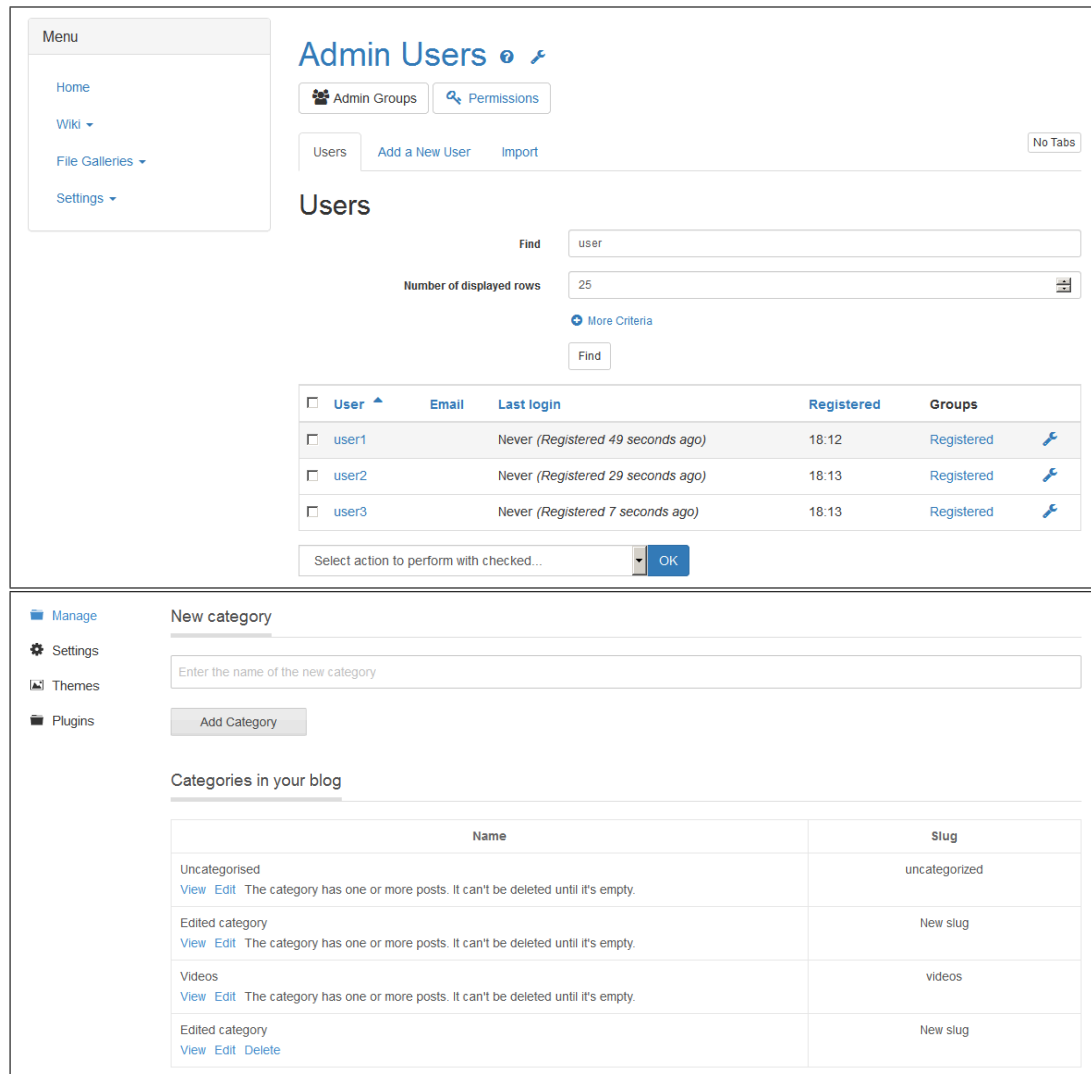 Menu
Home
Wiki
File Galleries
Settings
Admin Users
Admin Groups Permissions
Users Add a New User Import No Tabs
Users
Find user
Number of displayed rows 25
More Criteria
Find
User Email Last login Registered Groups
user1 Never (Registered 49 seconds ago) 18:12 Registered
user2 Never (Registered 29 seconds ago) 18:13 Registered
user3 Never (Registered 7 seconds ago) 18:13 Registered
Select action to perform with checked... OK
Manage
Settings
Themes
Plugins
New category
Enter the name of the new category
Add Category
Categories in your blog
Name Slug
Uncategorised uncategorized
View Edit The category has one or more posts. It can't be deleted until it's empty.
Edited category New slug
View Edit The category has one or more posts. It can't be deleted until it's empty.
Videos videos
View Edit The category has one or more posts. It can't be deleted until it's empty.
Edited category New slug
View Edit Delete